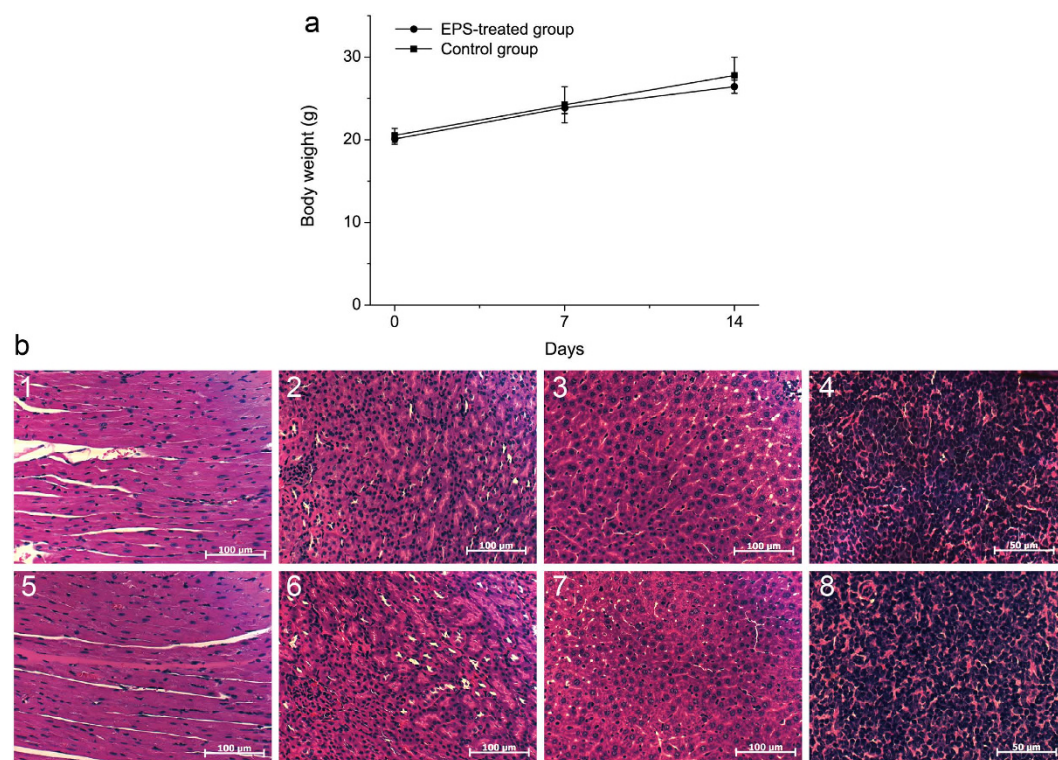 a
EPS-treated group
Control group
30
20
10
0
Body weight (g)
0 7 14
Days
b
1 2 3 4
100 µm 100 µm 100 µm 50 µm
5 6 7 8
100 µm 100 µm 100 µm 50 µm